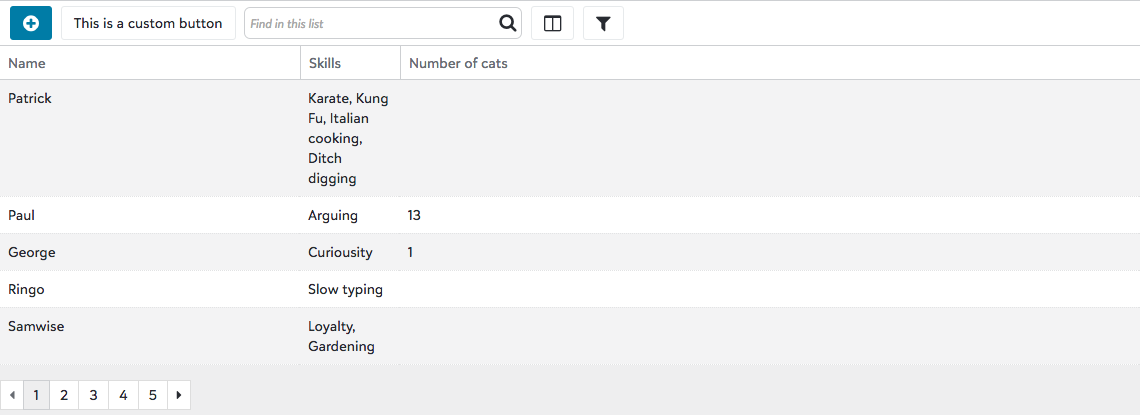 This is a custom button
Find in this list
Name Skills Number of cats
Patrick Karate, Kung
Fu, Italian
cooking,
Ditch
digging
Paul Arguing 13
George Curiousity 1
Ringo Slow typing
Samwise Loyalty,
Gardening
1 2 3 4 5